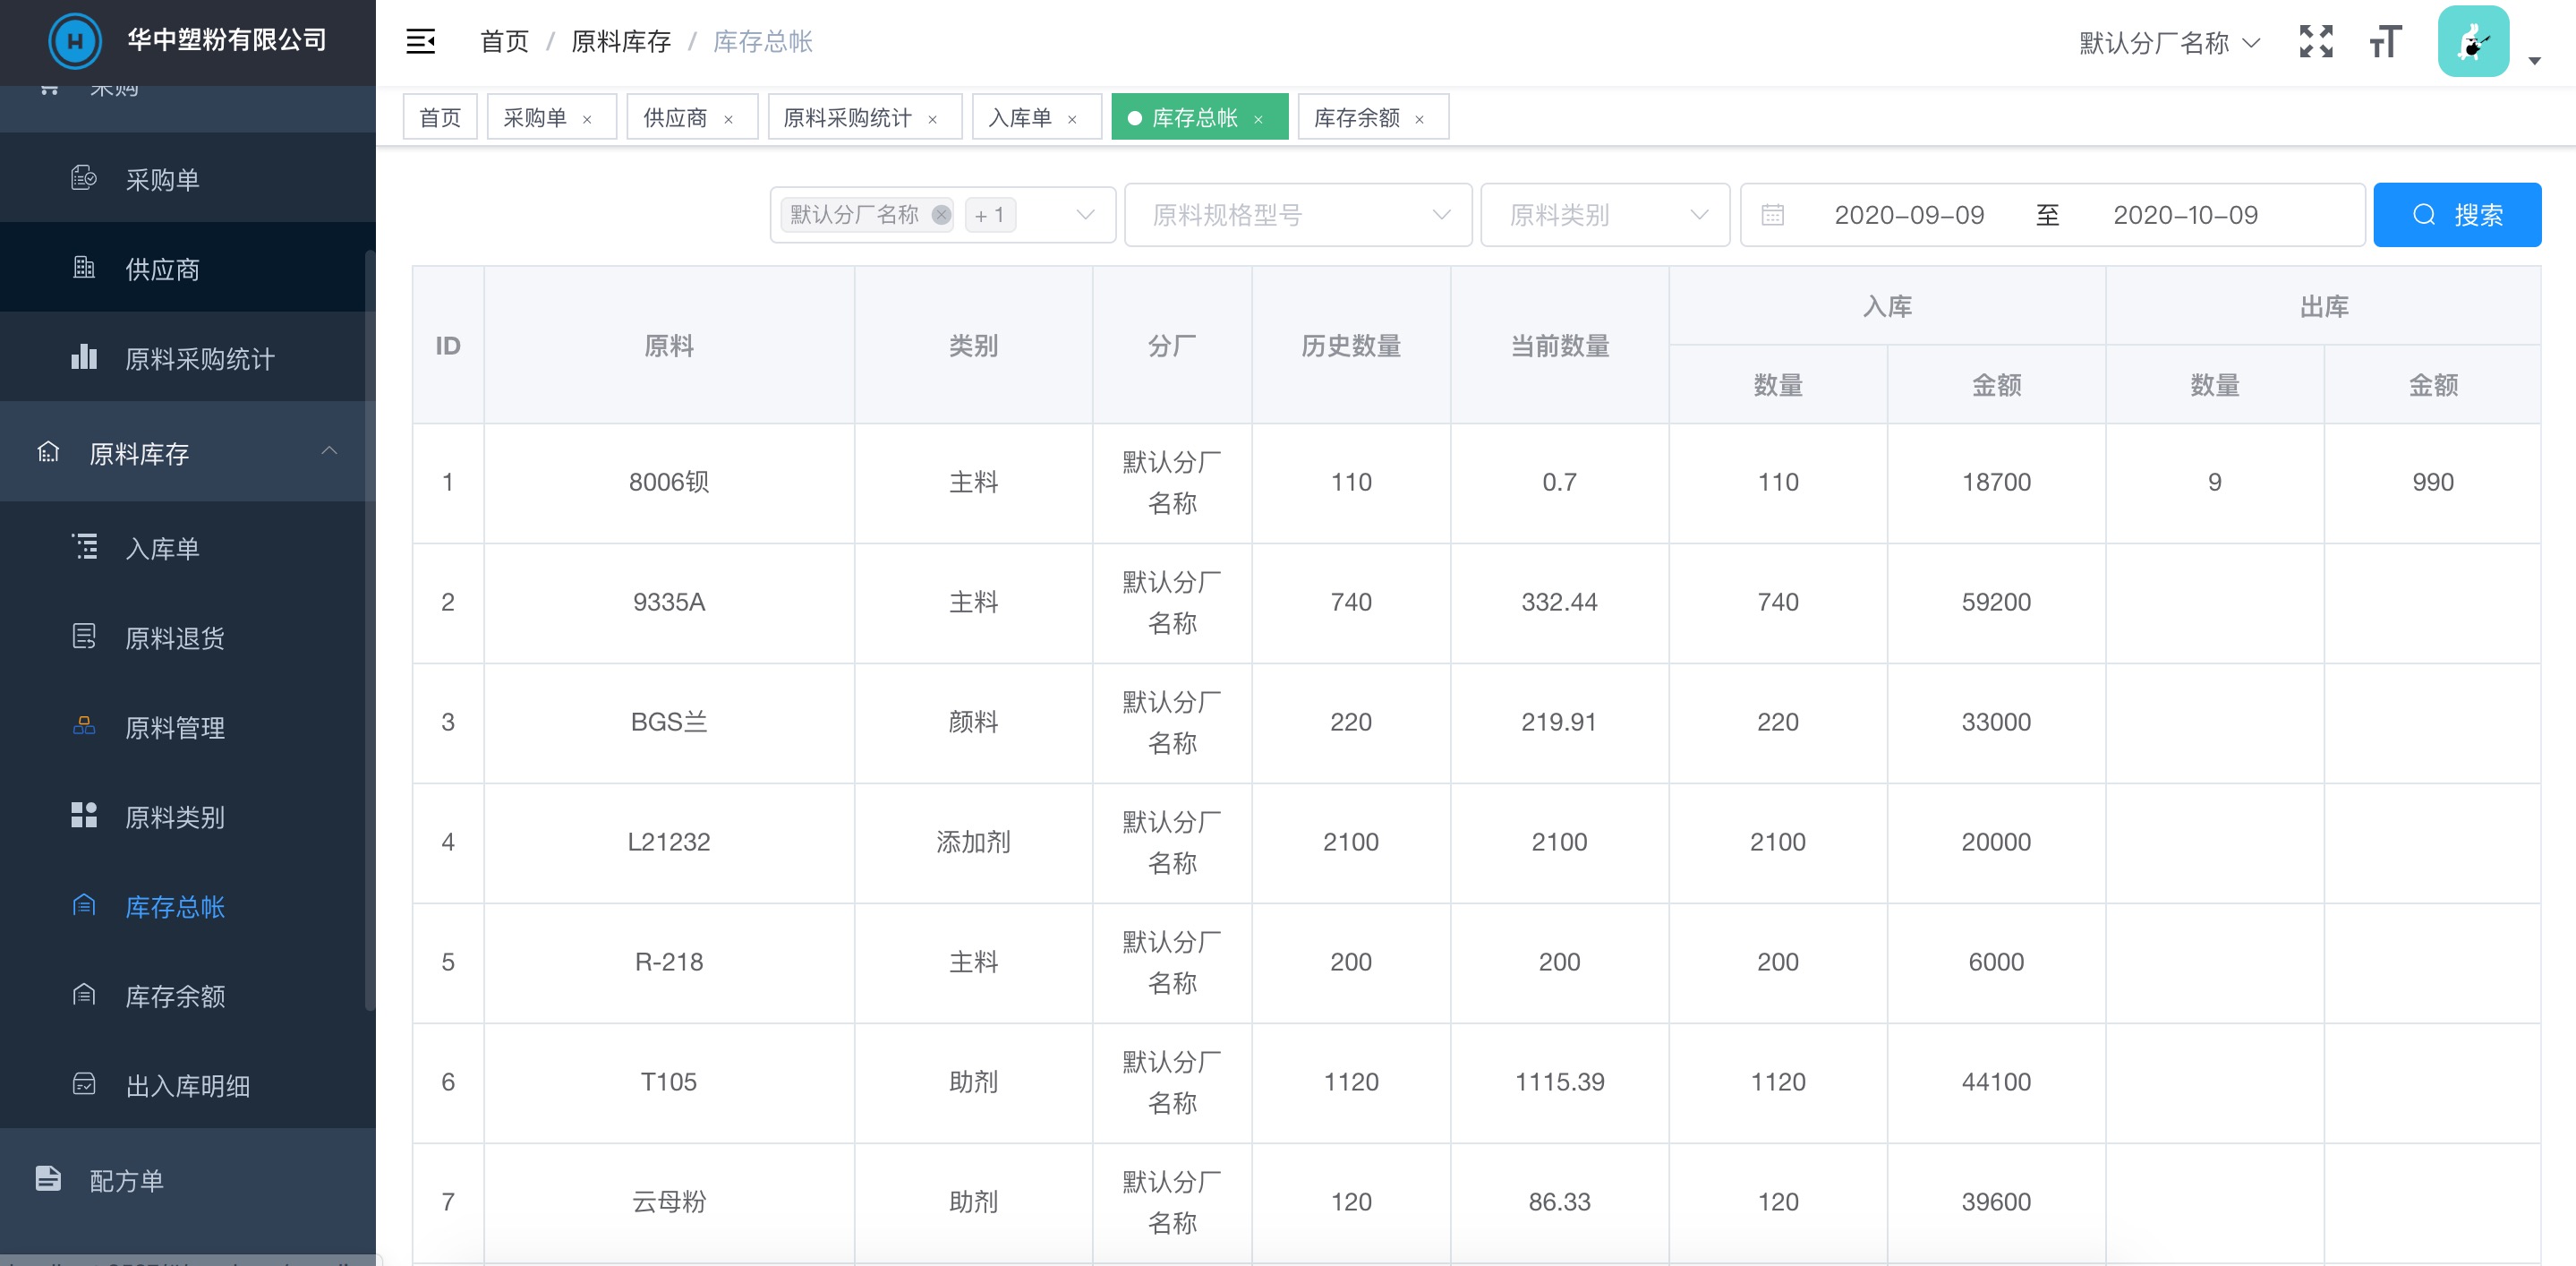 华中塑粉有限公司
采购
采购单
供应商
原料采购统计
原料库存
入库单
原料退货
原料管理
原料类别
库存总帐
库存余额
出入库明细
配方单
首页 / 原料库存 / 库存总帐
默认分厂名称
首页 采购单 × 供应商 × 原料采购统计 × 入库单 × 库存总帐 × 库存余额 ×
默认分厂名称 + 1 原料规格型号 原料类别 2020-09-09 至 2020-10-09 搜索
ID 原料 类别 分厂 历史数量 当前数量 入库 出库
数量 金额 数量 金额
1 8006钡 主料 默认分厂名称 110 0.7 110 18700 9 990
2 9335A 主料 默认分厂名称 740 332.44 740 59200
3 BGS兰 颜料 默认分厂名称 220 219.91 220 33000
4 L21232 添加剂 默认分厂名称 2100 2100 2100 20000
5 R-218 主料 默认分厂名称 200 200 200 6000
6 T105 助剂 默认分厂名称 1120 1115.39 1120 44100
7 云母粉 助剂 默认分厂名称 120 86.33 120 39600